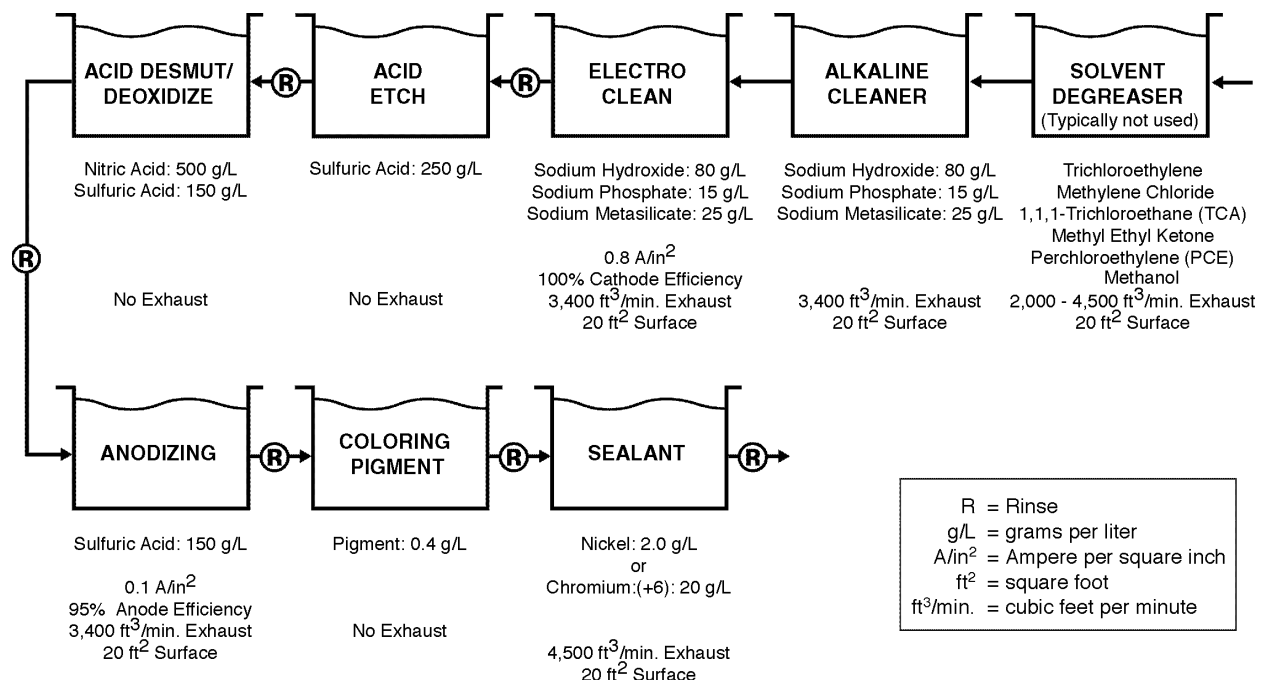 ACID DESMUT/
DEOXIDIZE
Nitric Acid: 500 g/L
Sulfuric Acid: 150 g/L
No Exhaust
R
ACID
ETCH
Sulfuric Acid: 250 g/L
No Exhaust
R
ELECTRO
CLEAN
Sodium Hydroxide: 80 g/L
Sodium Phosphate: 15 g/L
Sodium Metasilicate: 25 g/L
0.8 A/in²
100% Cathode Efficiency
3,400 ft³/min. Exhaust
20 ft² Surface
ALKALINE
CLEANER
Sodium Hydroxide: 80 g/L
Sodium Phosphate: 15 g/L
Sodium Metasilicate: 25 g/L
3,400 ft³/min. Exhaust
20 ft² Surface
SOLVENT
DEGREASER
(Typically not used)
Trichloroethylene
Methylene Chloride
1,1,1-Trichloroethane (TCA)
Methyl Ethyl Ketone
Perchloroethylene (PCE)
Methanol
2,000 - 4,500 ft³/min. Exhaust
20 ft² Surface
R
ANODIZING
Sulfuric Acid: 150 g/L
0.1 A/in²
95% Anode Efficiency
3,400 ft³/min. Exhaust
20 ft² Surface
R
COLORING
PIGMENT
Pigment: 0.4 g/L
No Exhaust
R
SEALANT
Nickel: 2.0 g/L
or
Chromium:(+6): 20 g/L
4,500 ft³/min. Exhaust
20 ft² Surface
R
R = Rinse
g/L = grams per liter
A/in² = Ampere per square inch
ft² = square foot
ft³/min. = cubic feet per minute